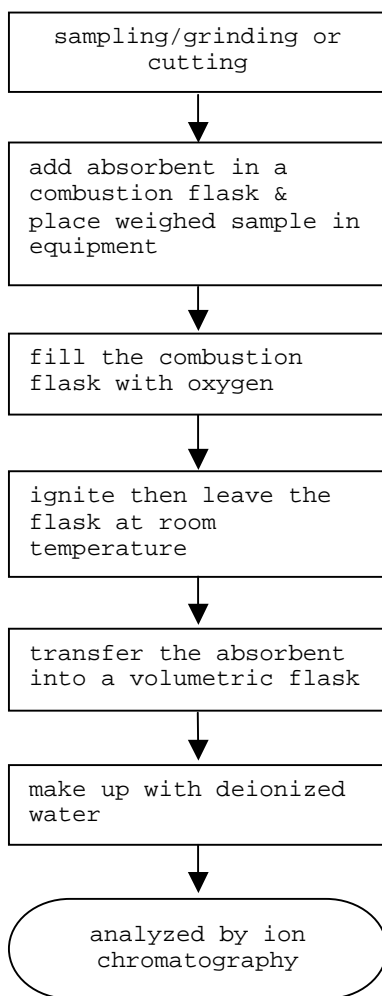 sampling/grinding or
cutting
add absorbent in a
combustion flask &
place weighed sample in
equipment
fill the combustion
flask with oxygen
ignite then leave the
flask at room
temperature
transfer the absorbent
into a volumetric flask
make up with deionized
water
analyzed by ion
chromatography